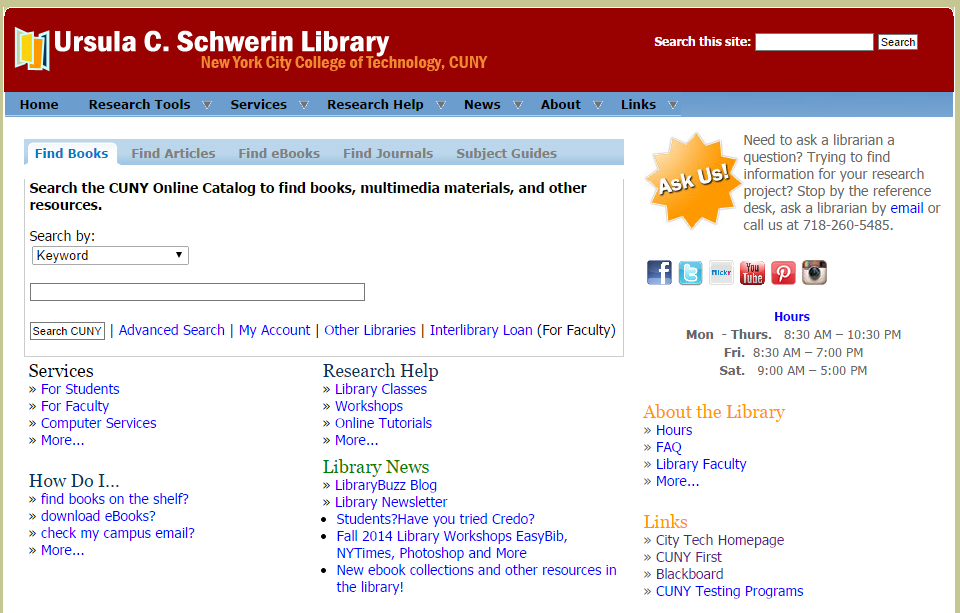 Ursula C. Schwerin Library
New York City College of Technology, CUNY
Search this site:
Search
Home
Research Tools
Services
Research Help
News
About
Links
Find Books
Find Articles
Find eBooks
Find Journals
Subject Guides
Search the CUNY Online Catalog to find books, multimedia materials, and other
resources.
Search by:
Keyword
Search CUNY | Advanced Search | My Account | Other Libraries | Interlibrary Loan (For Faculty)
Services
» For Students
» For Faculty
» Computer Services
» More...
How Do I...
» find books on the shelf?
» download eBooks?
» check my campus email?
» More...
Research Help
» Library Classes
» Workshops
» Online Tutorials
» More...
Library News
» LibraryBuzz Blog
» Library Newsletter
• Students?Have you tried Credo?
• Fall 2014 Library Workshops EasyBib,
NYTimes, Photoshop and More
• New ebook collections and other resources in
the library!
Ask Us!
Need to ask a librarian a
question? Trying to find
information for your research
project? Stop by the reference
desk, ask a librarian by email or
call us at 718-260-5485.
flickr
You
Tube
Hours
Mon - Thurs. 8:30 AM – 10:30 PM
Fri. 8:30 AM – 7:00 PM
Sat. 9:00 AM – 5:00 PM
About the Library
» Hours
» FAQ
» Library Faculty
» More...
Links
» City Tech Homepage
» CUNY First
» Blackboard
» CUNY Testing Programs